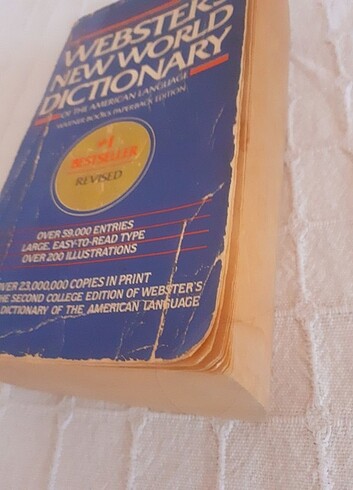 WEBSTER'S
NEW WORLD
DICTIONARY
OF THE AMERICAN LANGUAGE
WARNER BOOKS PAPERBACK EDITION
#1
BESTSELLER
REVISED
OVER 59,000 ENTRIES
LARGE, EASY-TO-READ TYPE
OVER 200 ILLUSTRATIONS
OVER 23,000,000 COPIES IN PRINT
THE SECOND COLLEGE EDITION OF WEBSTER'S
DICTIONARY OF THE AMERICAN LANGUAGE